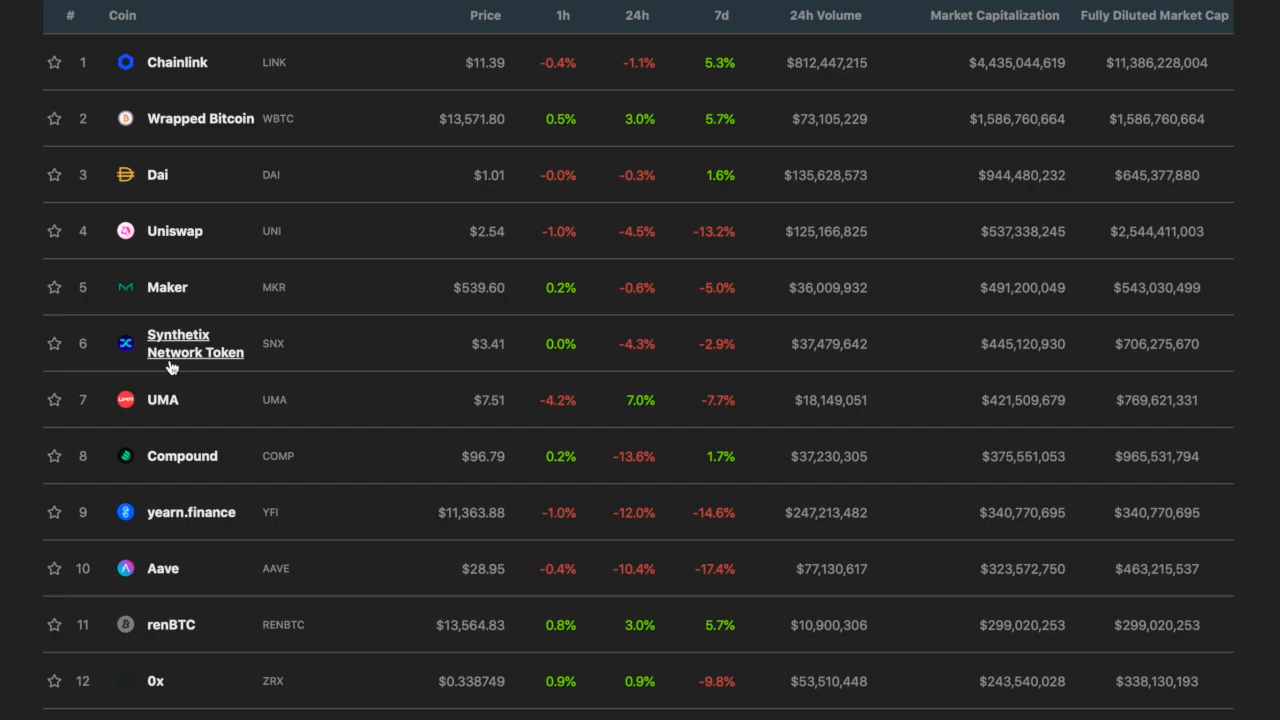 # Coin Price 1h 24h 7d 24h Volume Market Capitalization Fully Diluted Market Cap
1 Chainlink LINK $11.39 -0.4% -1.1% 5.3% $812,447,215 $4,435,044,619 $11,386,228,004
2 Wrapped Bitcoin WBTC $13,571.80 0.5% 3.0% 5.7% $73,105,229 $1,586,760,664 $1,586,760,664
3 Dai DAI $1.01 -0.0% -0.3% 1.6% $135,628,573 $944,480,232 $645,377,880
4 Uniswap UNI $2.54 -1.0% -4.5% -13.2% $125,166,825 $537,338,245 $2,544,411,003
5 Maker MKR $539.60 0.2% -0.6% -5.0% $36,009,932 $491,200,049 $543,030,499
6 Synthetix
Network Token SNX $3.41 0.0% -4.3% -2.9% $37,479,642 $445,120,930 $706,275,670
7 UMA UMA $7.51 -4.2% 7.0% -7.7% $18,149,051 $421,509,679 $769,621,331
8 Compound COMP $96.79 0.2% -13.6% 1.7% $37,230,305 $375,551,053 $965,531,794
9 yearn.finance YFI $11,363.88 -1.0% -12.0% -14.6% $247,213,482 $340,770,695 $340,770,695
10 Aave AAVE $28.95 -0.4% -10.4% -17.4% $77,130,617 $323,572,750 $463,215,537
11 renBTC RENBTC $13,564.83 0.8% 3.0% 5.7% $10,900,306 $299,020,253 $299,020,253
12 0x ZRX $0.338749 0.9% 0.9% -9.8% $53,510,448 $243,540,028 $338,130,193